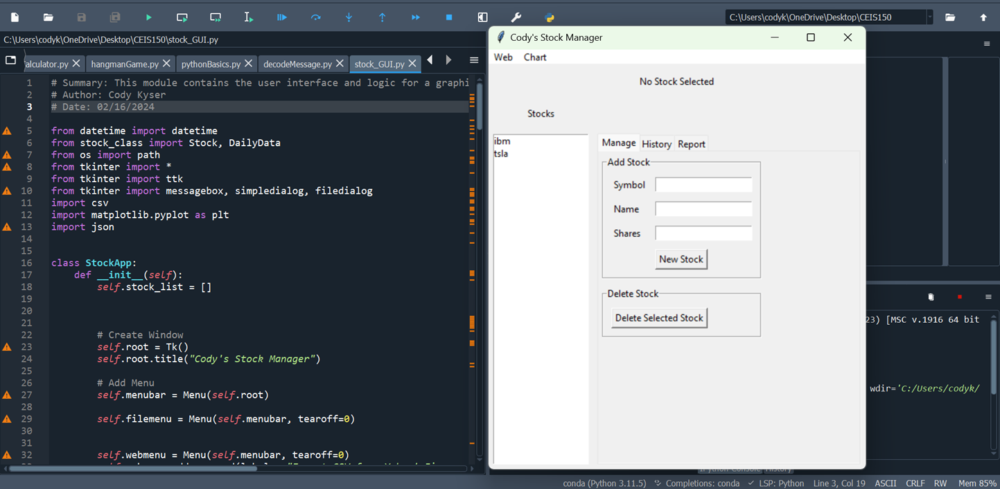 C:\Users\codyk\OneDrive\Desktop\CEIS150
C:\Users\codyk\OneDrive\Desktop\CEIS150\stock_GUI.py
alculator.py hangmanGame.py pythonBasics.py decodeMessage.py stock_GUI.py
1 # Summary: This module contains the user interface and logic for a graphi
2 # Author: Cody Kyser
3 # Date: 02/16/2024
4
5 from datetime import datetime
6 from stock_class import Stock, DailyData
7 from os import path
8 from tkinter import *
9 from tkinter import ttk
10 from tkinter import messagebox, simpledialog, filedialog
11 import csv
12 import matplotlib.pyplot as plt
13 import json
14
15
16 class StockApp:
17 def __init__(self):
18 self.stock_list = []
19
20
21
22 # Create Window
23 self.root = Tk()
24 self.root.title("Cody's Stock Manager")
25
26 # Add Menu
27 self.menubar = Menu(self.root)
28
29 self.filemenu = Menu(self.menubar, tearoff=0)
30
31
32 self.webmenu = Menu(self.menubar, tearoff=0)
Cody's Stock Manager
Web Chart
No Stock Selected
Stocks
ibm
tsla
Manage History Report
Add Stock
Symbol
Name
Shares
New Stock
Delete Stock
Delete Selected Stock
23) [MSC v.1916 64 bit
wdir='C:/Users/codyk/
IPython Console History
conda (Python 3.11.5) Completions: conda LSP: Python Line 3, Col 19 ASCII CRLF RW Mem 85%